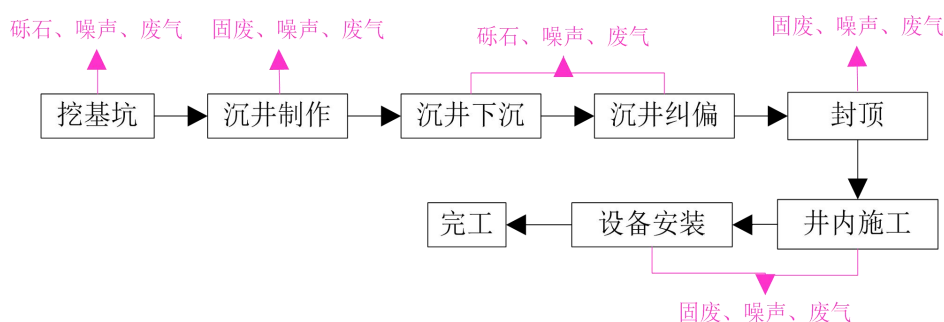 砾石、噪声、废气
固废、噪声、废气
砾石、噪声、废气
固废、噪声、废气
挖基坑
沉井制作
沉井下沉
沉井纠偏
封顶
完工
设备安装
井内施工
固废、噪声、废气